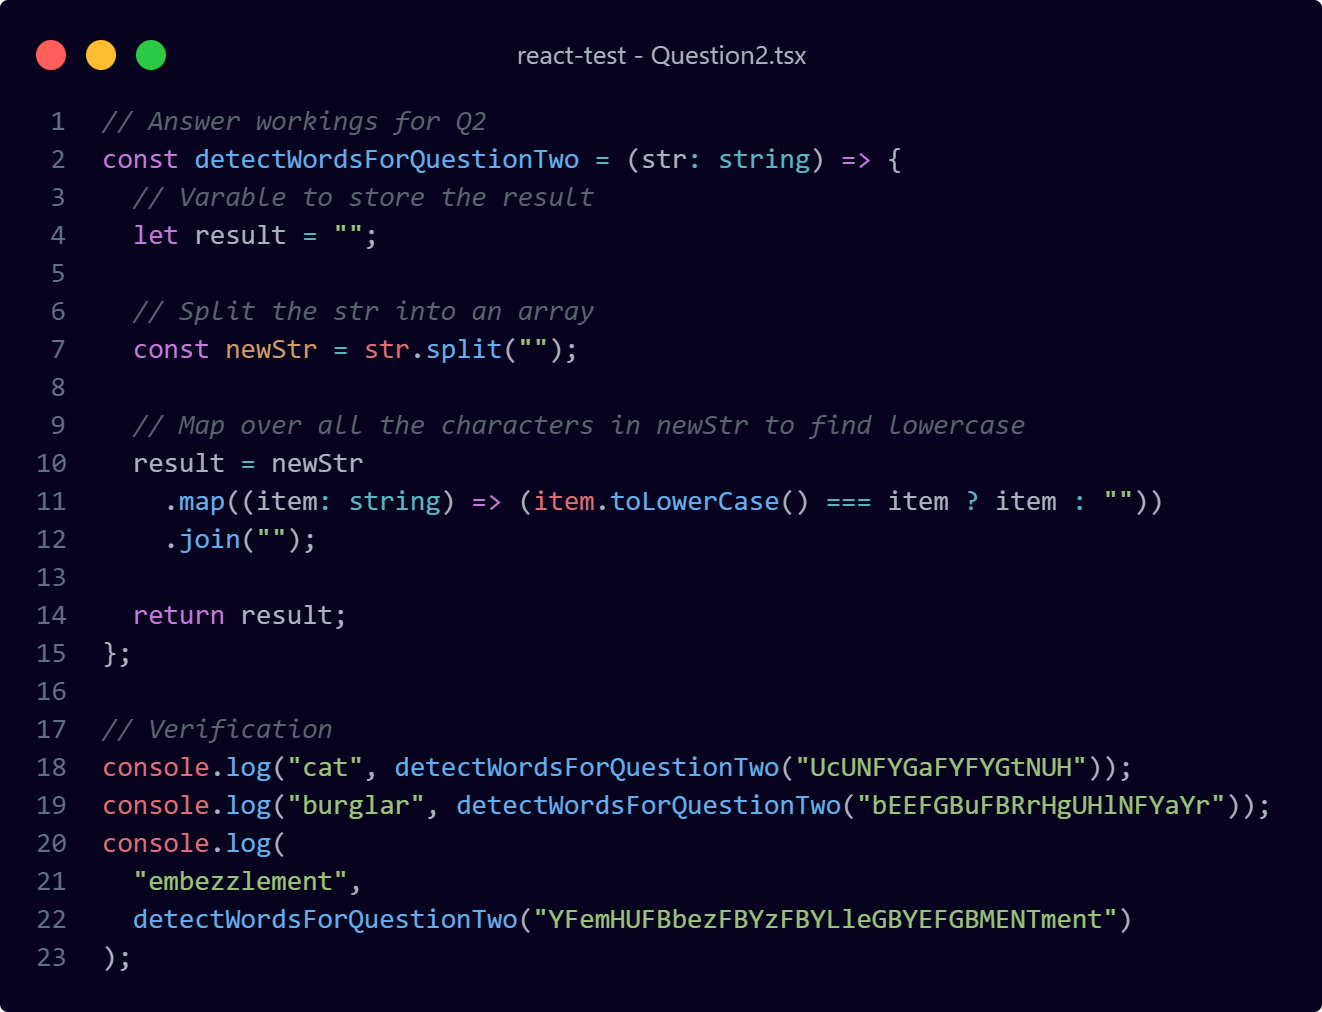 react-test - Question2.tsx
1 // Answer workings for Q2
2 const detectWordsForQuestionTwo = (str: string) => {
3   // Varable to store the result
4   let result = "";
5
6   // Split the str into an array
7   const newStr = str.split("");
8
9   // Map over all the characters in newStr to find lowercase
10   result = newStr
11     .map((item: string) => (item.toLowerCase() === item ? item : ""))
12     .join("");
13
14   return result;
15 };
16
17 // Verification
18 console.log("cat", detectWordsForQuestionTwo("UcUNFYGaFYFYGtNUH"));
19 console.log("burglar", detectWordsForQuestionTwo("bEEFGBuFBRrHgUHlNFYaYr"));
20 console.log(
21   "embezzlement",
22   detectWordsForQuestionTwo("YFemHUFBbezFBYzFBYLleGBYEFGBMENTment")
23 );